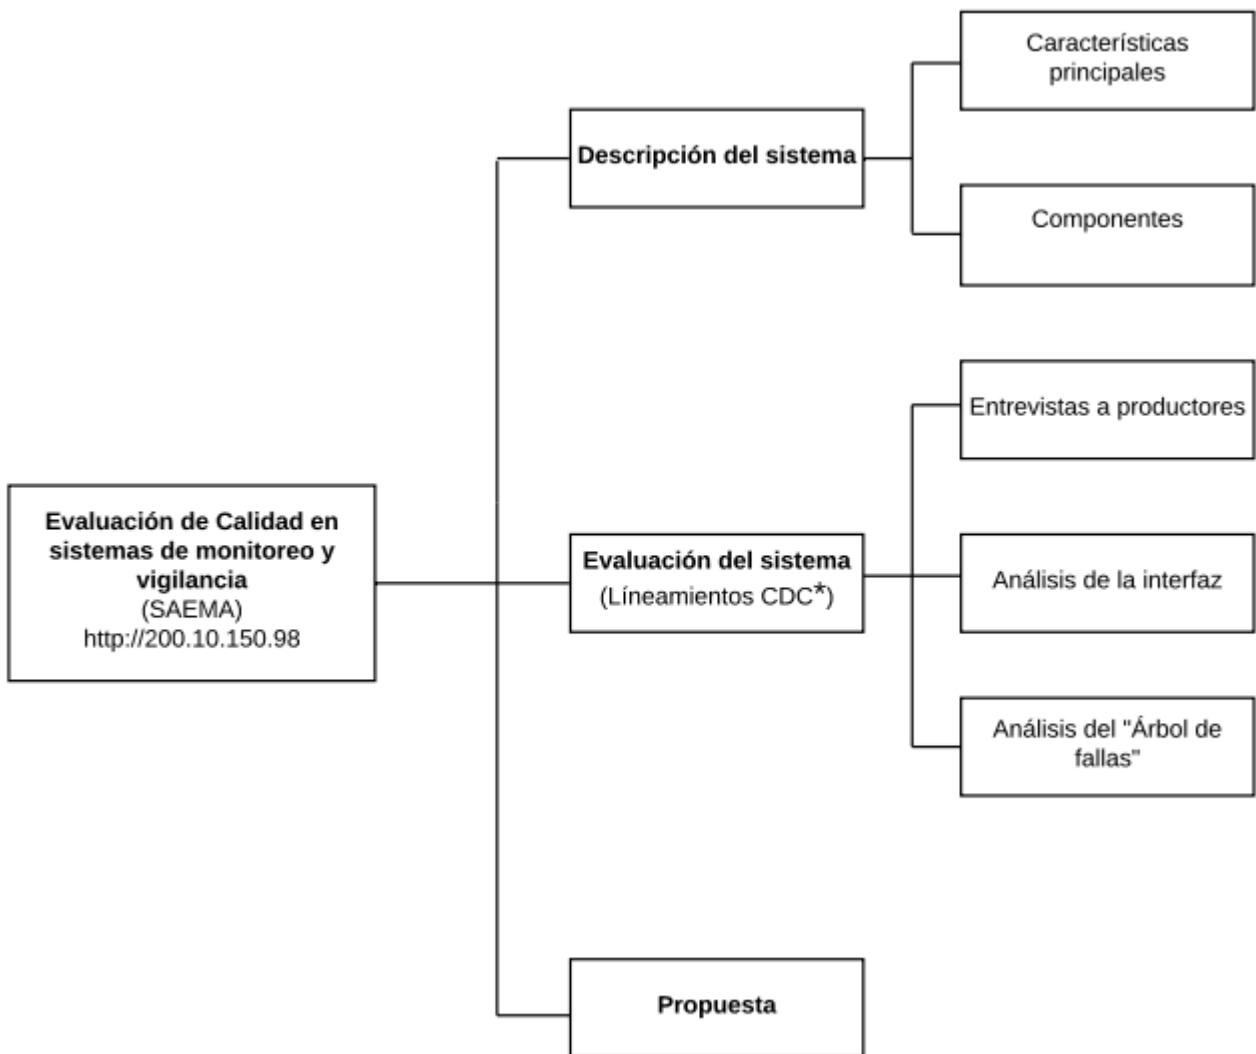 Características
principales
Descripción del sistema
Componentes
Entrevistas a productores
Evaluación de Calidad en
sistemas de monitoreo y
vigilancia
(SAEMA)
http://200.10.150.98
Evaluación del sistema
(Líneamientos CDC*)
Análisis de la interfaz
Análisis del "Árbol de
fallas"
Propuesta